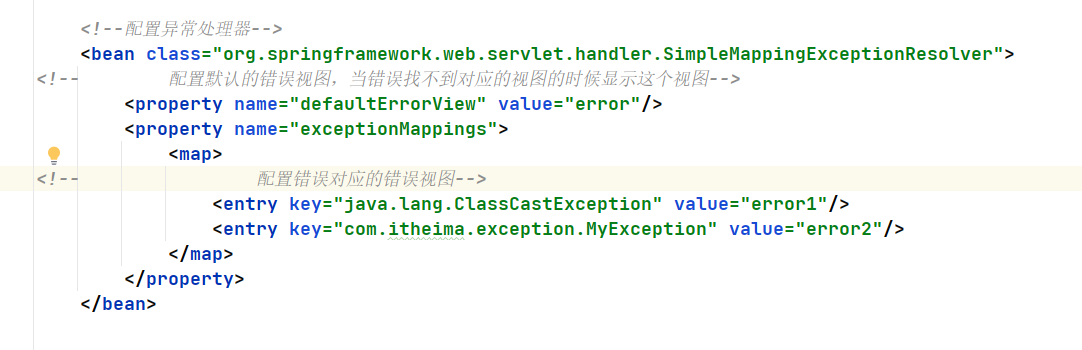 <!--配置异常处理器-->
<bean class="org.springframework.web.servlet.handler.SimpleMappingExceptionResolver">
<!--        配置默认的错误视图，当错误找不到对应的视图的时候显示这个视图-->
    <property name="defaultErrorView" value="error"/>
    <property name="exceptionMappings">
        <map>
<!--                配置错误对应的错误视图-->
            <entry key="java.lang.ClassCastException" value="error1"/>
            <entry key="com.itheima.exception.MyException" value="error2"/>
        </map>
    </property>
</bean>